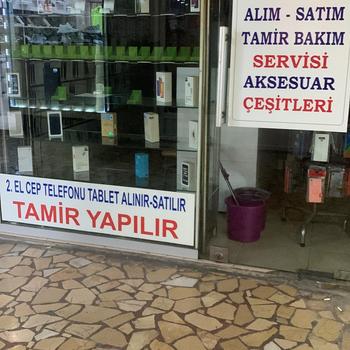 ALIM - SATIM
TAMİR BAKIM
SERVİSİ
AKSESUAR
ÇEŞİTLERİ
2. EL CEP TELEFONU TABLET ALINIR-SATILIR
TAMİR YAPILIR